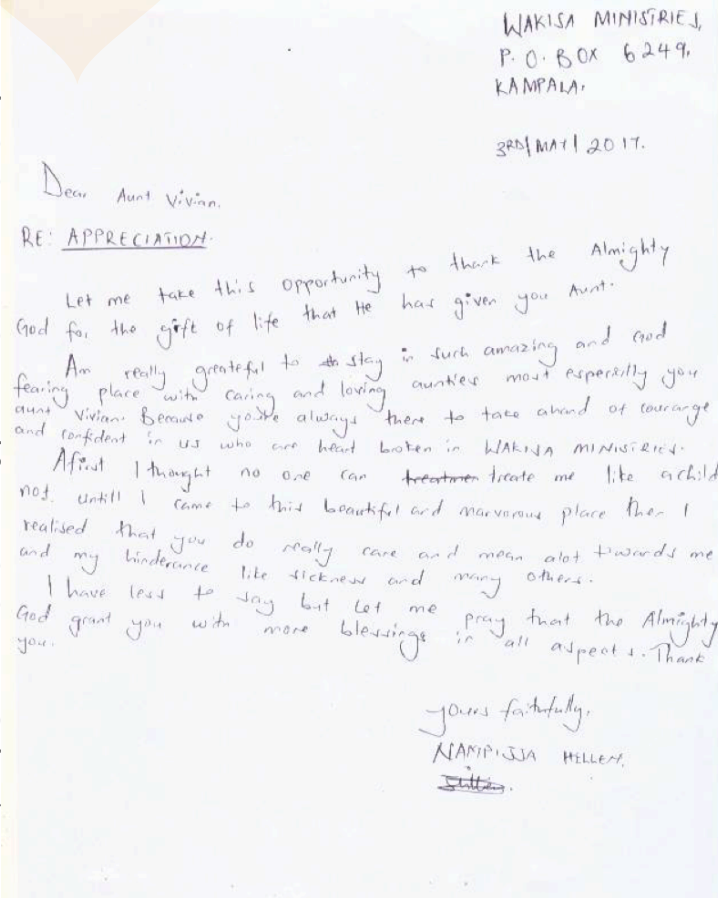 WAKISA MINISTRIES,
P.O. BOX 6249,
KAMPALA.
3RD/MAY/2017.
Dear Aunt Vivian.
RE: APPRECIATION.
Let me take this opportunity to thank the Almighty
God for the gift of life that He has given you Aunt.
Am really greateful to stay in such amazing and God
fearing place with caring and loving aunties most especially you
aunt Vivian. Because you've always there to take ahand of courage
and confident in us who are heart broken in WAKISA MINISTRIES.
Afirst I thought no one can treate me like achild
not untill I came to this beautiful and marvorous place then I
realised that you do really care and mean alot towards me
and my hinderance like sickness and many others.
I have less to say but let me pray that the Almighty
God grant you with more blessings in all aspects. Thank
you.
yours faithfully,
NAMPIJJA HELLEN.